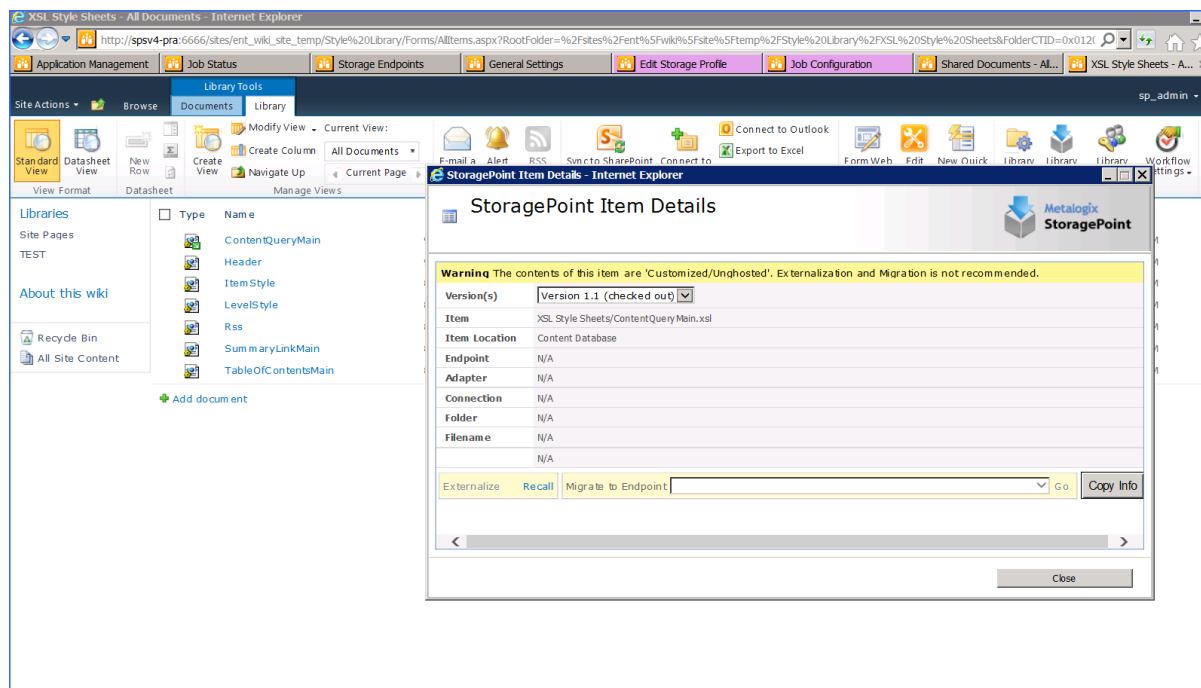 XSL Style Sheets - All Documents - Internet Explorer
http://spsv4-pra:6666/sites/ent_wiki_site_temp/Style%20Library/Forms/AllItems.aspx?RootFolder=%2Fsites%2Fent%5Fwiki%5Fsite%5Ftemp%2FStyle%20Library%2FXSL%20Style%20Sheets&FolderCTID=0x0120
Application Management Job Status Storage Endpoints General Settings Edit Storage Profile Job Configuration Shared Documents - All... XSL Style Sheets - A...
Library Tools
sp_admin
Site Actions Browse Documents Library
Modify View Current View:
Create Column All Documents
Navigate Up Current Page
Connect to Outlook
Export to Excel
Standard View Datasheet View New Row Create View E-mail a Alert RSS Sync to SharePoint Connect to Form Web Edit New Quick Library Library Library Workflow
ettings
View Format Datasheet Manage Views
Libraries
Site Pages
TEST
About this wiki
Recycle Bin
All Site Content
Type Name
ContentQueryMain
Header
ItemStyle
LevelStyle
Rss
SummaryLinkMain
TableOfContentsMain
Add document
StoragePoint Item Details - Internet Explorer
StoragePoint Item Details
Metalogix
StoragePoint
Warning The contents of this item are 'Customized/Unghosted'. Externalization and Migration is not recommended.
Version(s) Version 1.1 (checked out)
Item XSL Style Sheets/ContentQueryMain.xsl
Item Location Content Database
Endpoint N/A
Adapter N/A
Connection N/A
Folder N/A
Filename N/A
N/A
Externalize Recall Migrate to Endpoint Go Copy Info
Close